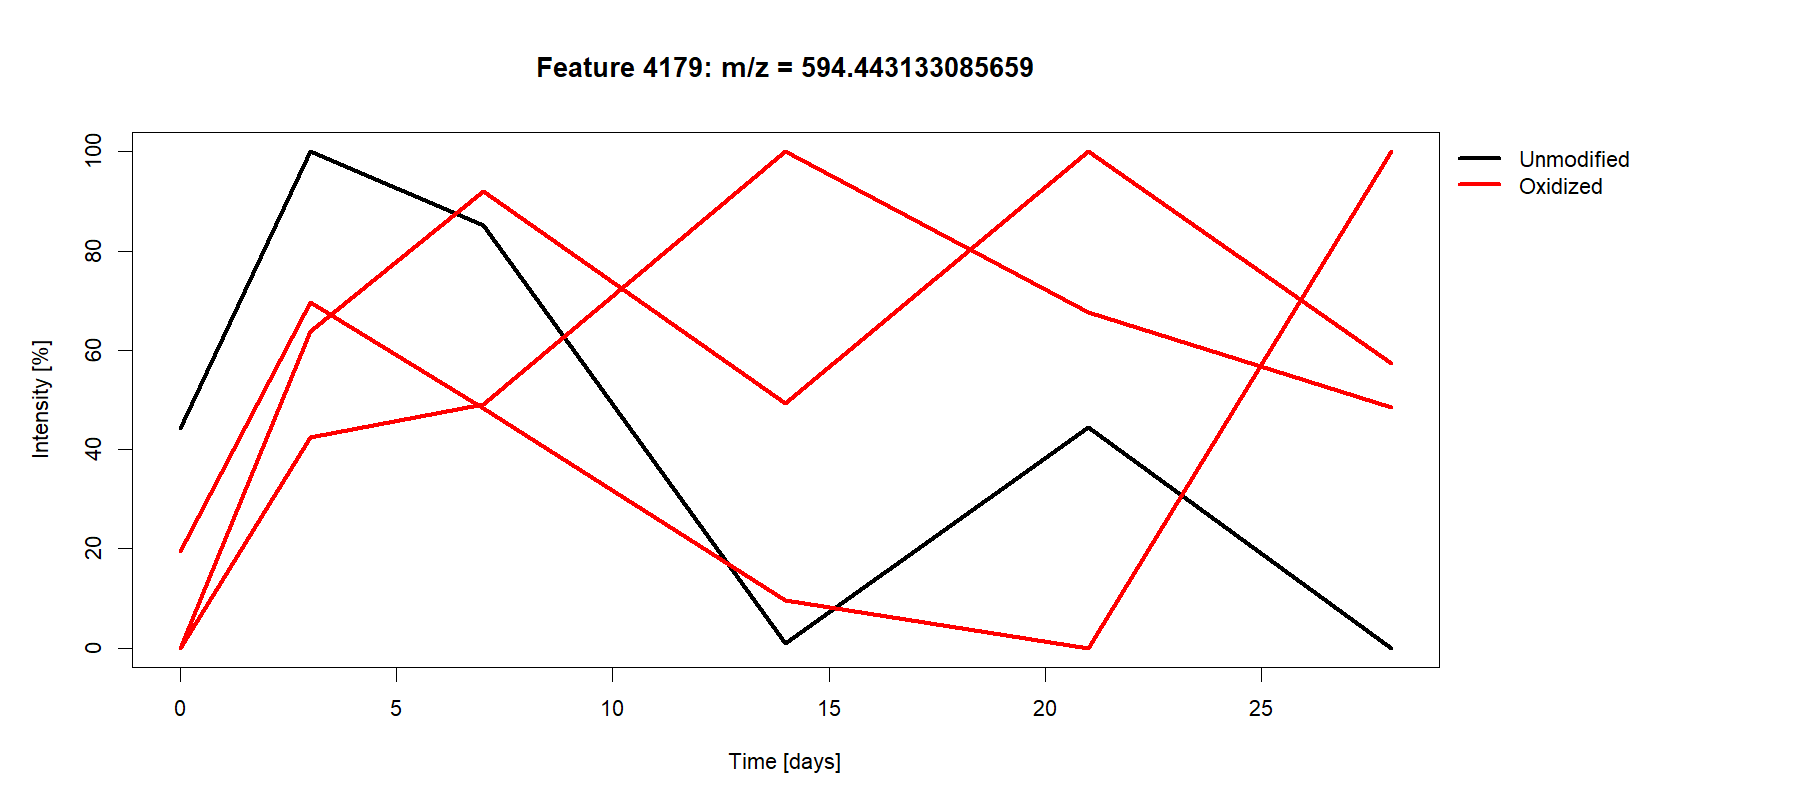 Feature 4179: m/z = 594.443133085659
Unmodified
Oxidized
Intensity [%]
100
80
60
40
20
0
0 5 10 15 20 25
Time [days]